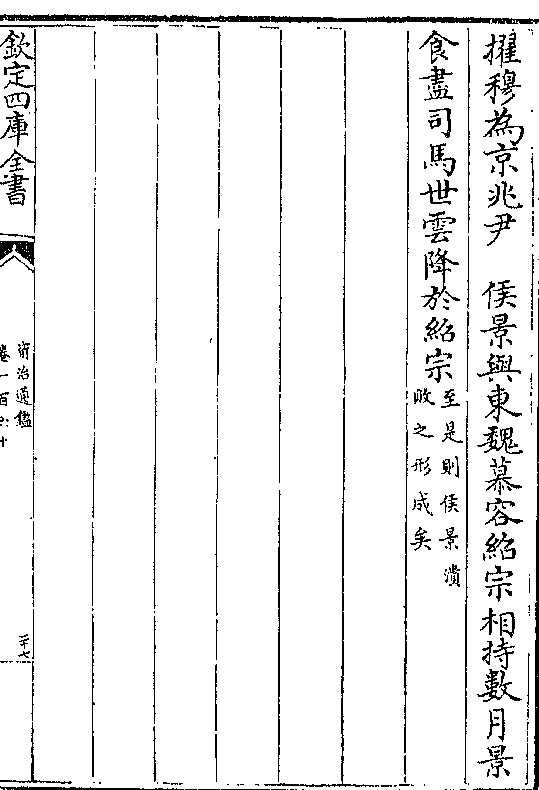 擢穆為京兆尹　侯景與東魏慕容紹宗相持數月景
食盡司馬世雲降於紹宗
至是則侯景潰
敗之形成矣
欽定四庫全書
資治通鑑
卷一百六十
二十七